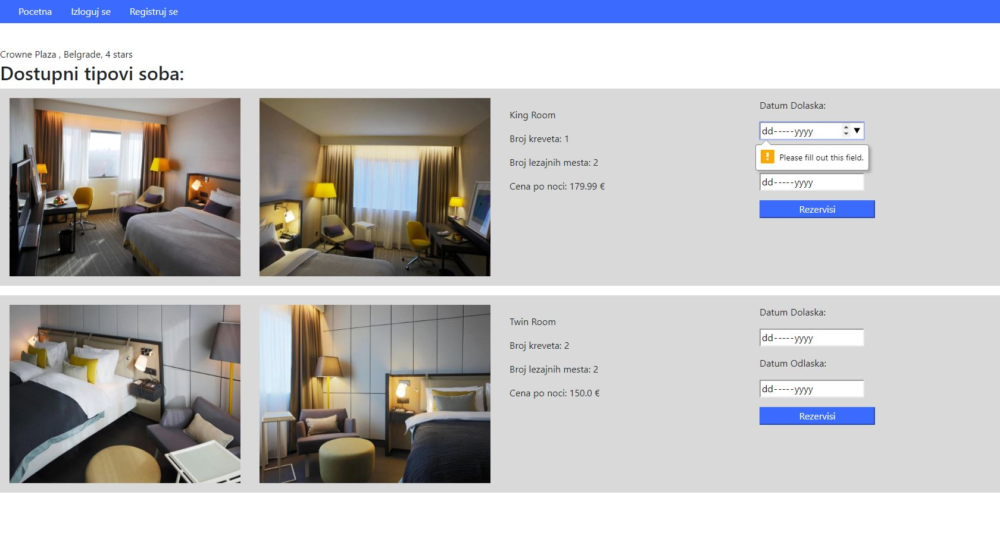 Pocetna Izloguj se Registruj se
Crowne Plaza , Belgrade, 4 stars
Dostupni tipovi soba:
King Room
Broj kreveta: 1
Broj lezajnih mesta: 2
Cena po noci: 179.99 €
Datum Dolaska:
dd-----yyyy
Please fill out this field.
dd-----yyyy
Rezervisi
Twin Room
Broj kreveta: 2
Broj lezajnih mesta: 2
Cena po noci: 150.0 €
Datum Dolaska:
dd-----yyyy
Datum Odlaska:
dd-----yyyy
Rezervisi